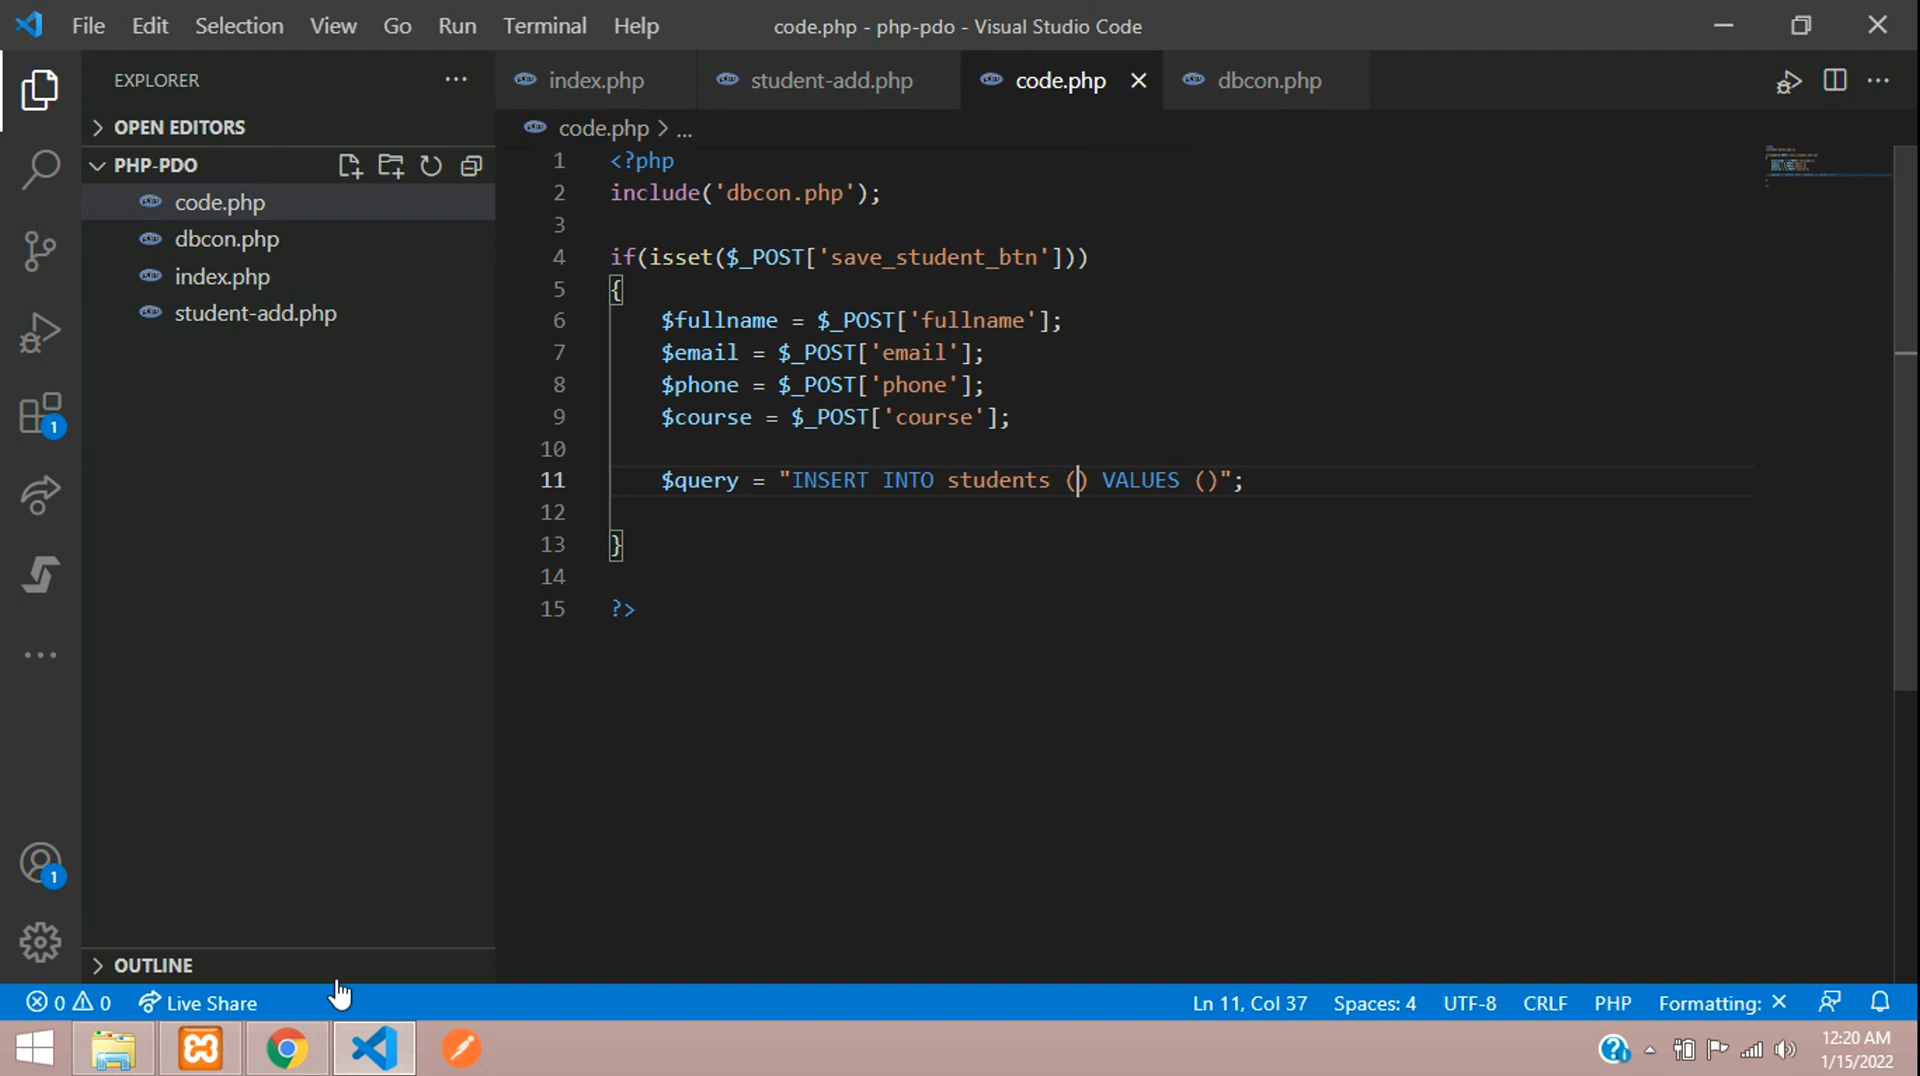 File Edit Selection View Go Run Terminal Help code.php - php-pdo - Visual Studio Code
EXPLORER
OPEN EDITORS
PHP-PDO
code.php
dbcon.php
index.php
student-add.php
OUTLINE
index.php student-add.php code.php dbcon.php
code.php > ...
1 <?php
2 include('dbcon.php');
3
4 if(isset($_POST['save_student_btn']))
5 {
6 $fullname = $_POST['fullname'];
7 $email = $_POST['email'];
8 $phone = $_POST['phone'];
9 $course = $_POST['course'];
10
11 $query = "INSERT INTO students () VALUES ()";
12
13 }
14
15 ?>
1
1
0 0 Live Share Ln 11, Col 37 Spaces: 4 UTF-8 CRLF PHP Formatting: ×
12:20 AM
1/15/2022